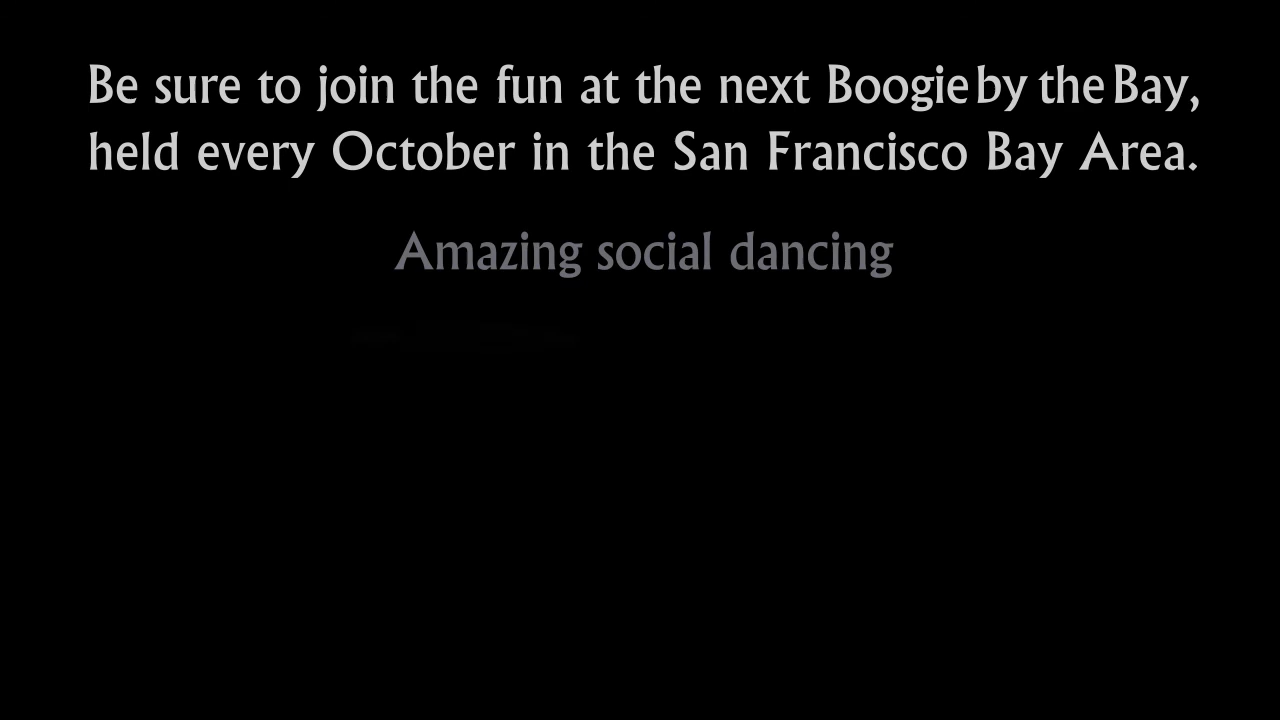 Be sure to join the fun at the next Boogie by the Bay,
held every October in the San Francisco Bay Area.
Amazing social dancing